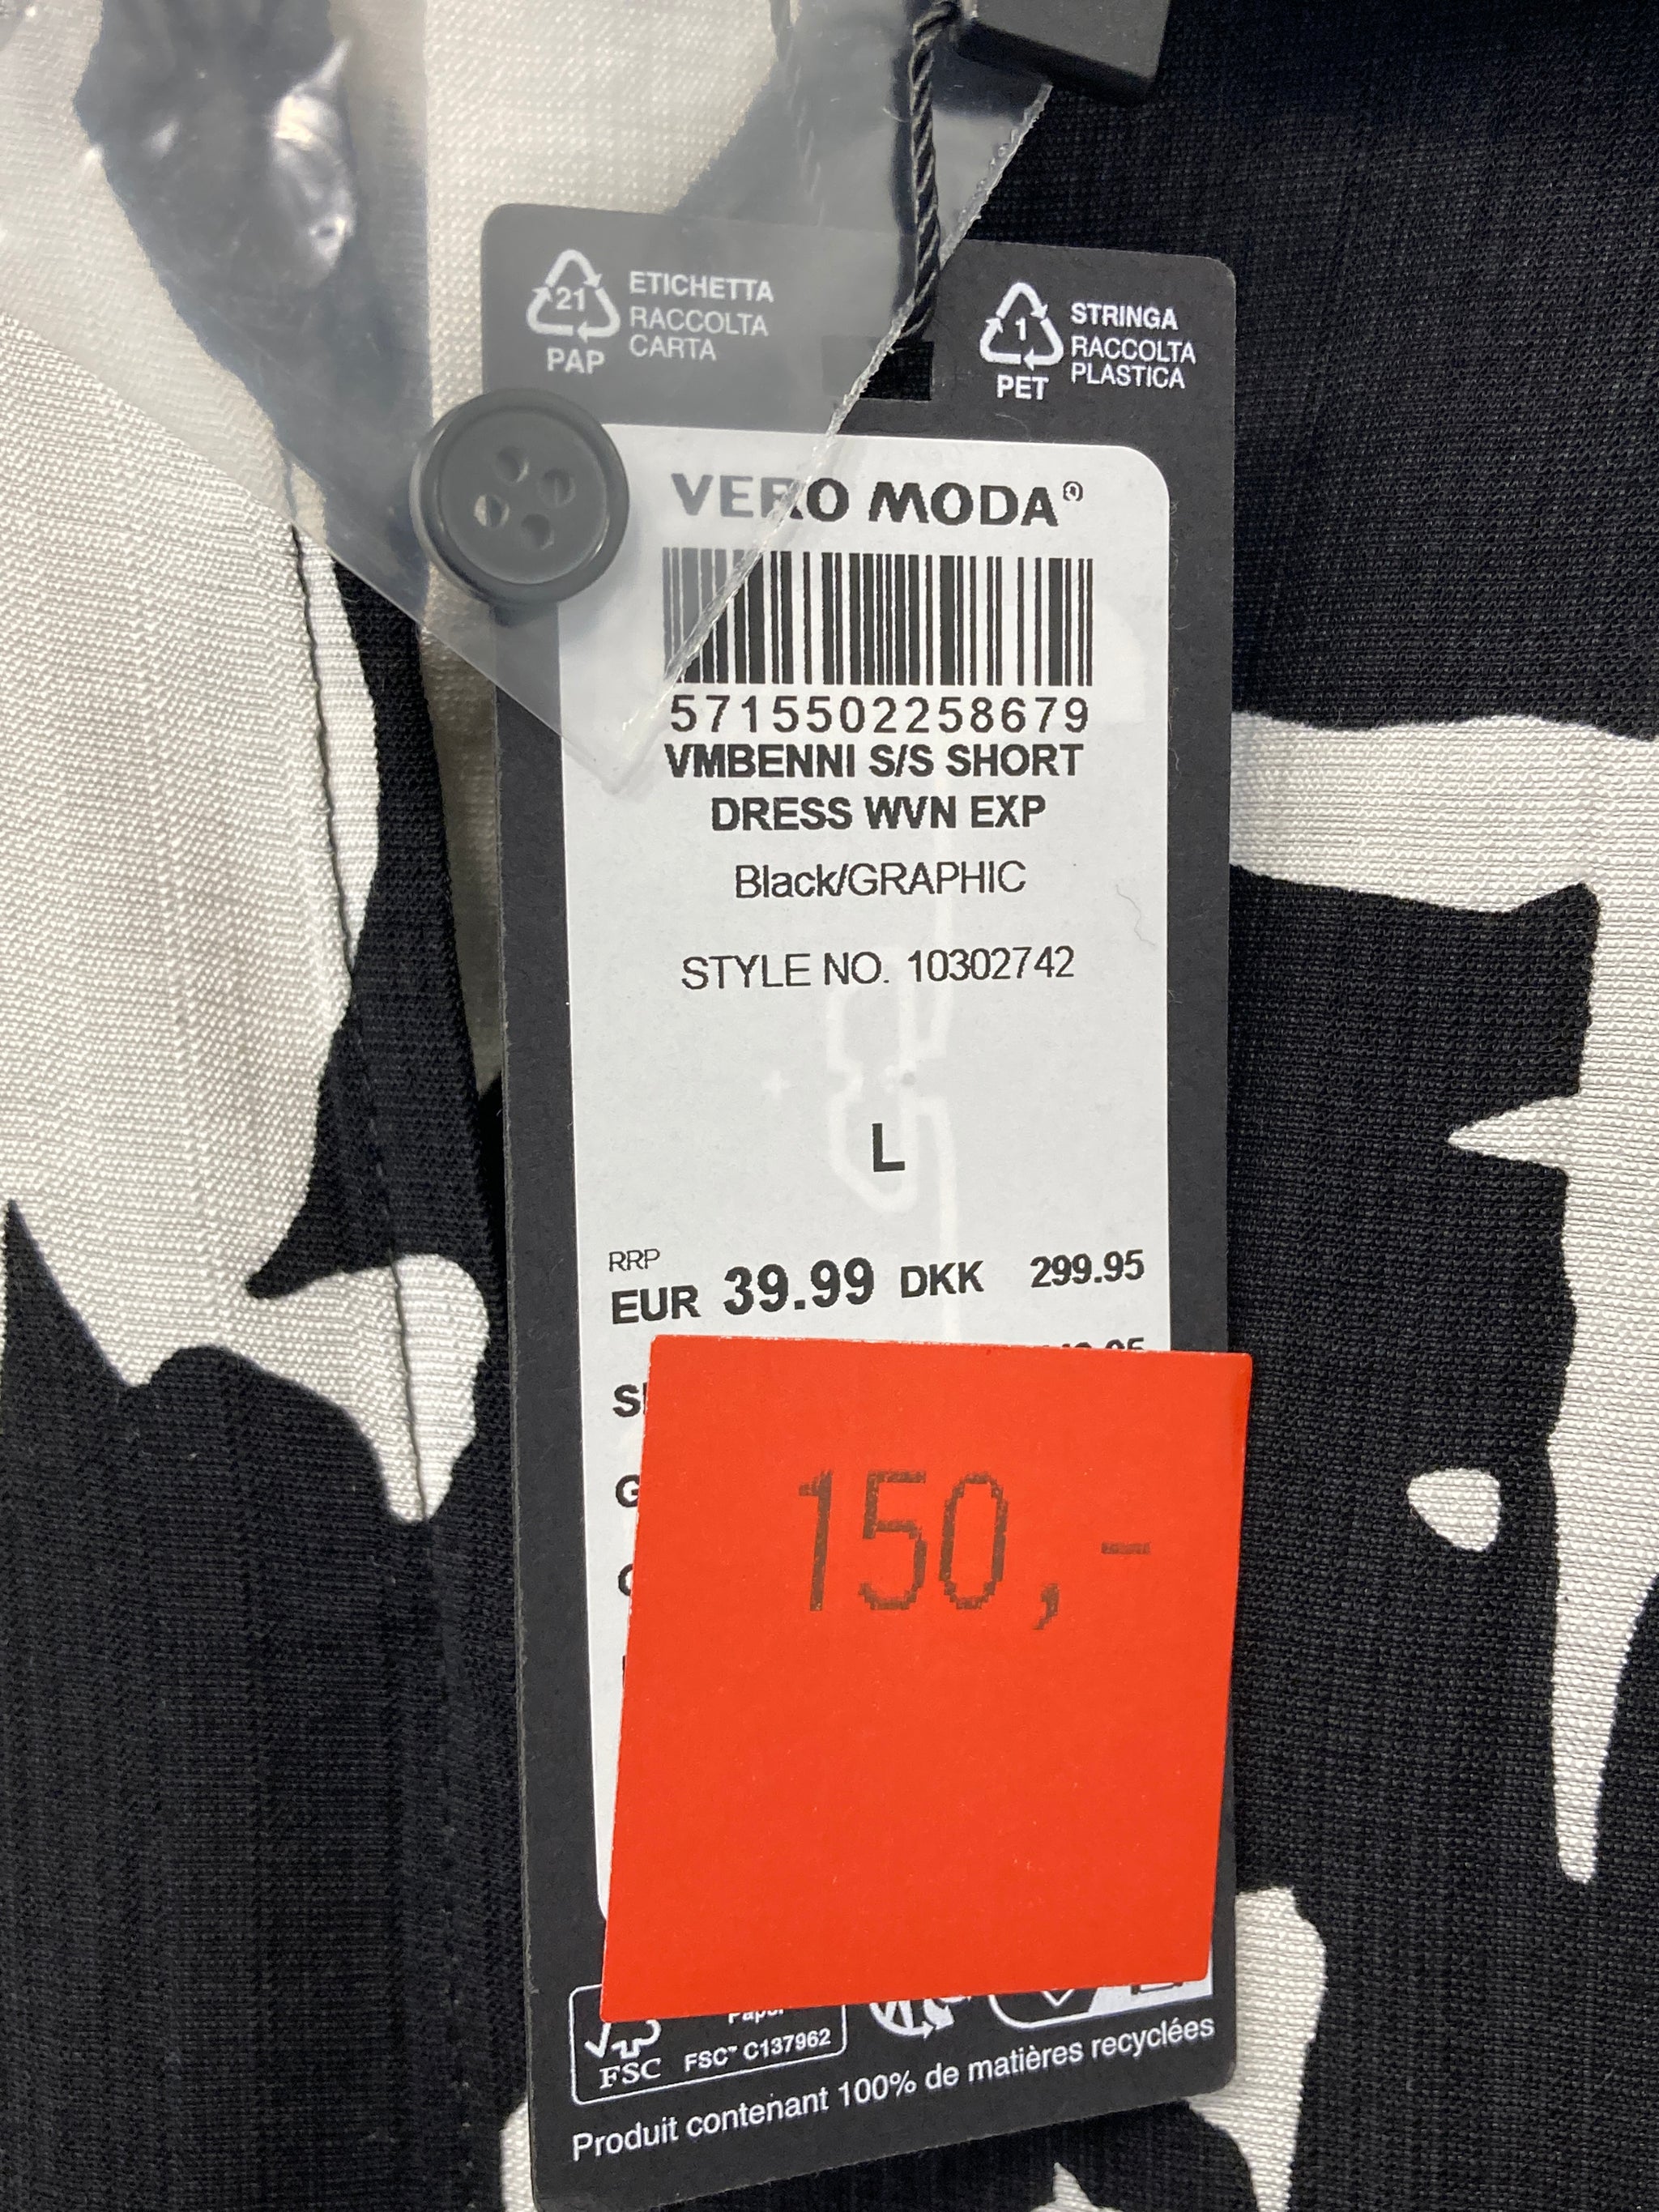 21
PAP
ETICHETTA
RACCOLTA
CARTA
1
PET
STRINGA
RACCOLTA
PLASTICA
VERO MODA®
5715502258679
VMBENNI S/S SHORT
DRESS WVN EXP
Black/GRAPHIC
STYLE NO. 10302742
L
RRP
EUR 39.99 DKK 299.95
150,-
FSC
Paper
FSC™ C137962
Produit contenant 100% de matières recyclées